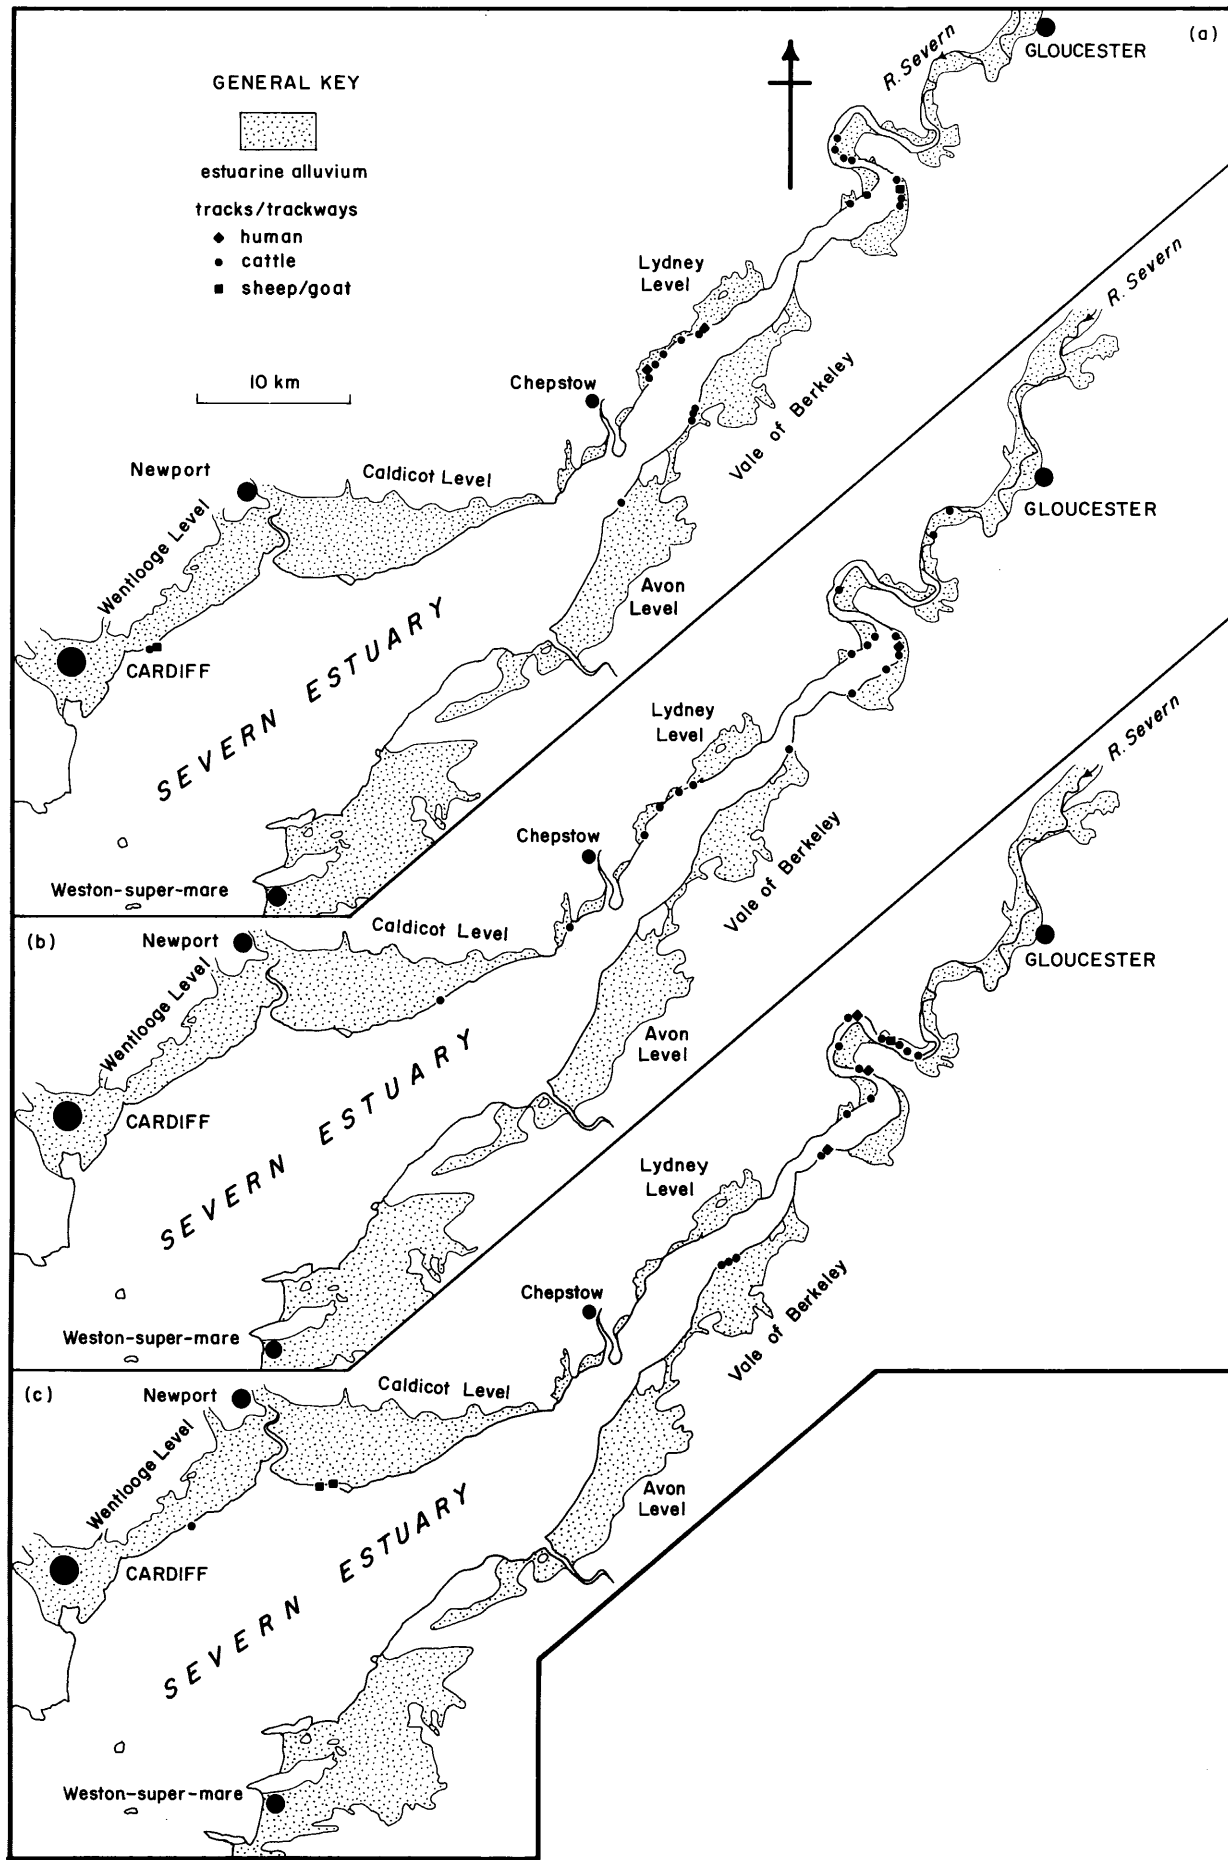 (a)
GLOUCESTER
R. Severn
GENERAL KEY
estuarine alluvium
tracks/trackways
human
cattle
sheep/goat
10 km
Lydney
Level
Chepstow
Vale of Berkeley
Newport
Caldicot Level
Wentlooge Level
Avon
Level
CARDIFF
SEVERN ESTUARY
Weston-super-mare
(b)
R. Severn
GLOUCESTER
Lydney
Level
Chepstow
Vale of Berkeley
Newport
Caldicot Level
Wentlooge Level
Avon
Level
CARDIFF
SEVERN ESTUARY
Weston-super-mare
(c)
R. Severn
GLOUCESTER
Lydney
Level
Chepstow
Vale of Berkeley
Newport
Caldicot Level
Wentlooge Level
Avon
Level
CARDIFF
SEVERN ESTUARY
Weston-super-mare